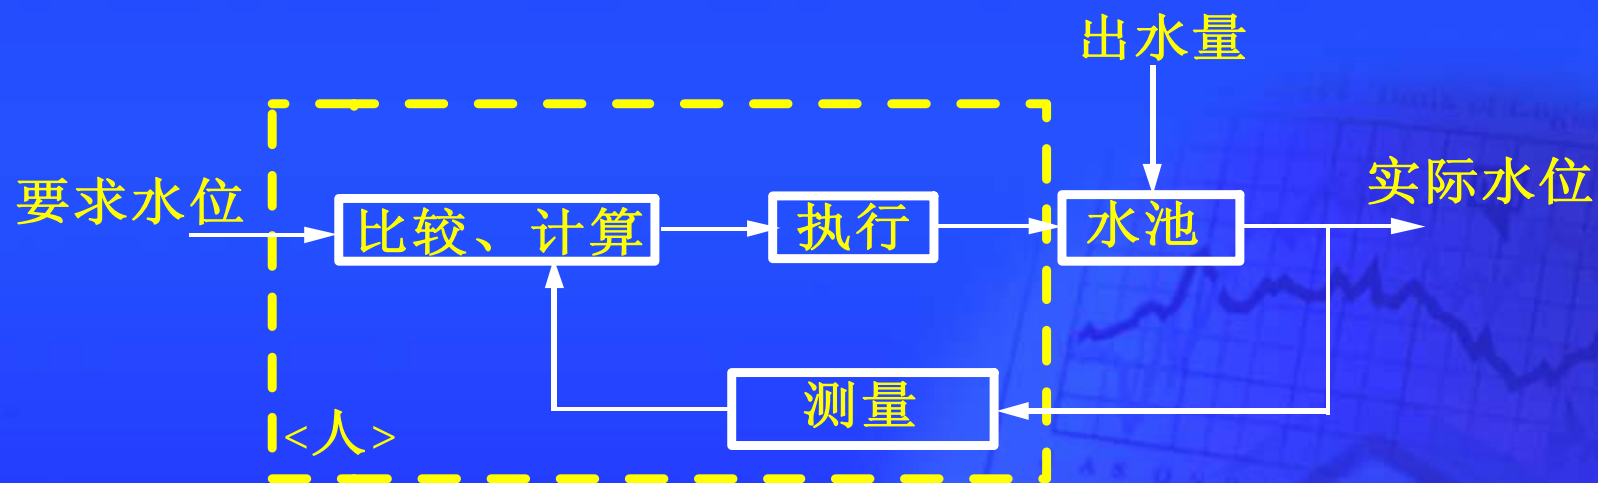 出水量
要求水位
比较、计算
执行
水池
实际水位
测量
<人>